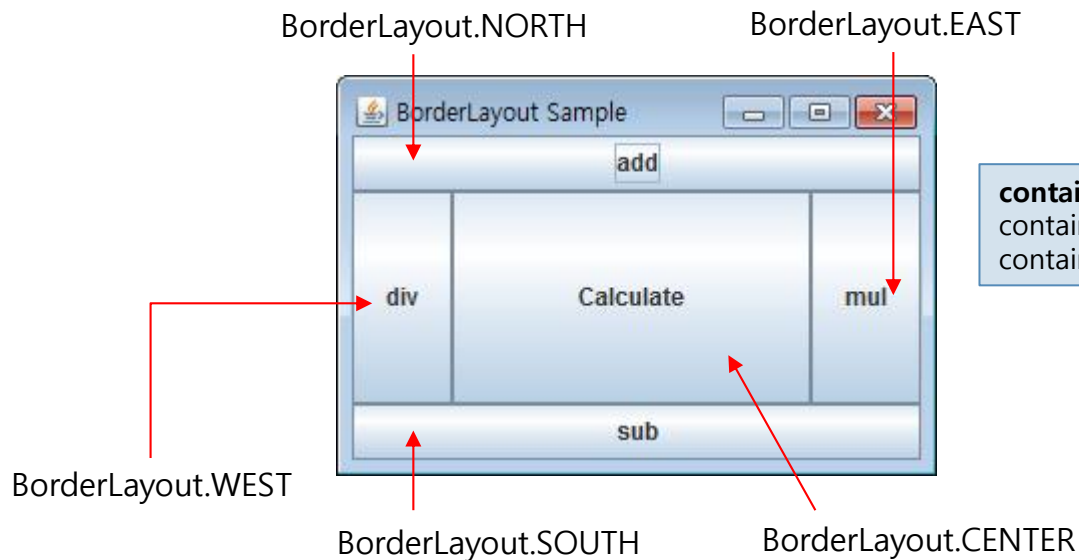 BorderLayout.NORTH
BorderLayout.EAST
BorderLayout Sample
add
div
Calculate
mul
sub
BorderLayout.WEST
BorderLayout.SOUTH
BorderLayout.CENTER